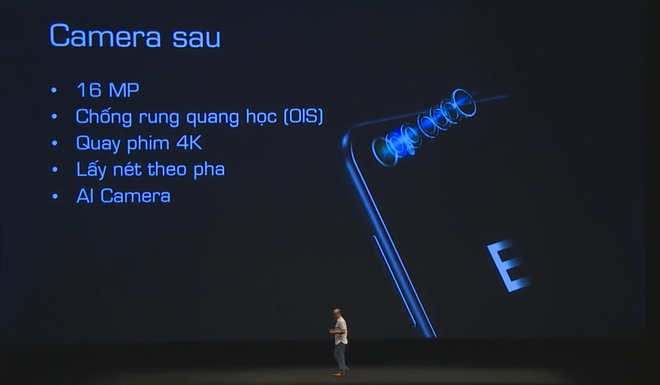 Camera sau
• 16 MP
• Chống rung quang học (OIS)
• Quay phim 4K
• Lấy nét theo pha
• AI Camera
E